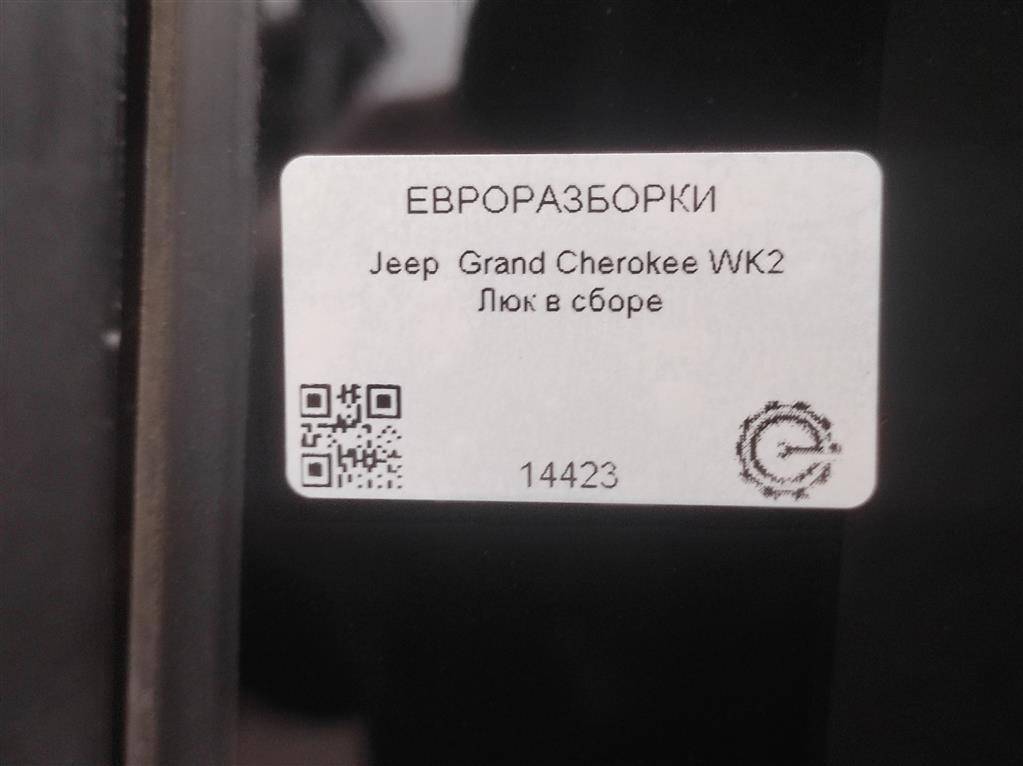 ЕВРОРАЗБОРКИ
Jeep Grand Cherokee WK2
Люк в сборе
14423